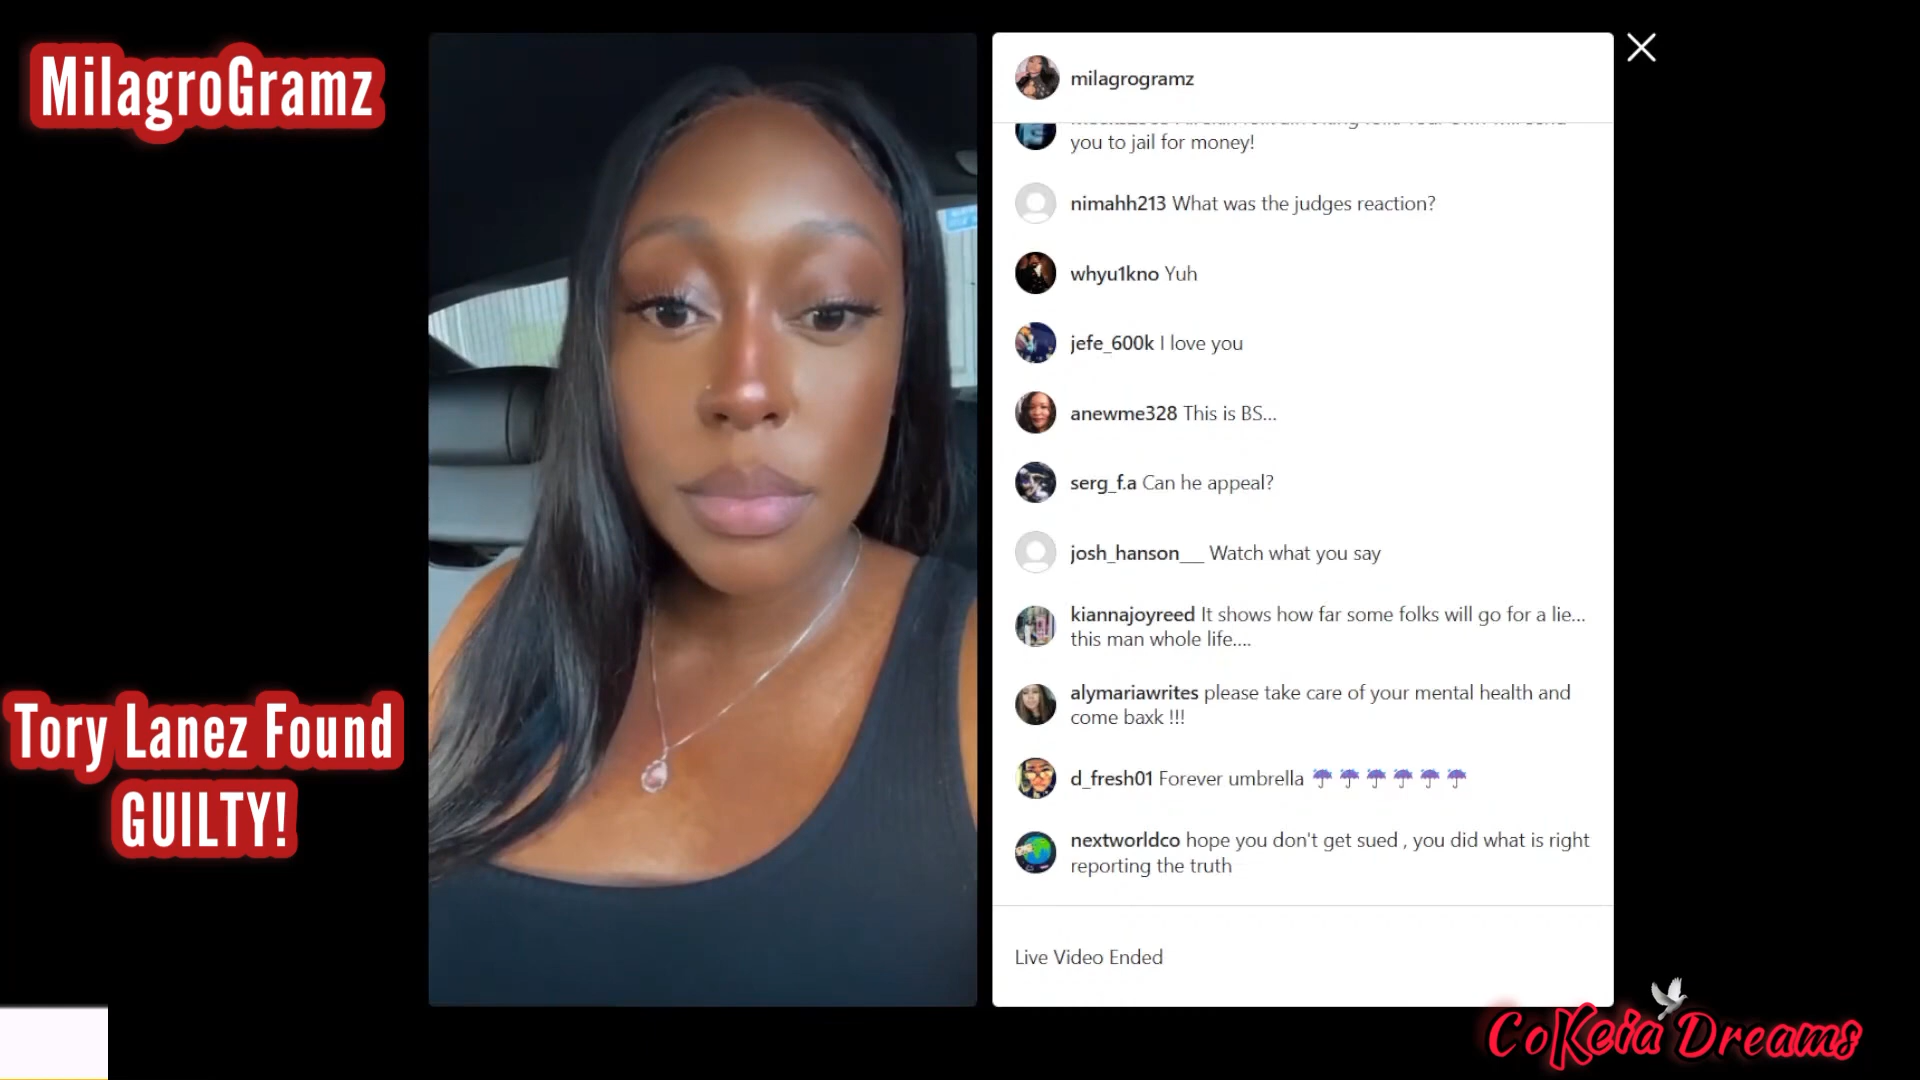 MilagroGramz
milagrogramz
you to jail for money!
nimahh213 What was the judges reaction?
whyu1kno Yuh
jefe_600k I love you
anewme328 This is BS...
serg_f.a Can he appeal?
josh_hanson___ Watch what you say
kiannajoyreed It shows how far some folks will go for a lie...
this man whole life....
alymariawrites please take care of your mental health and
come baxk !!!
d_fresh01 Forever umbrella ☔☔☔☔☔☔
nextworldco hope you don't get sued , you did what is right
reporting the truth
Live Video Ended
Tory Lanez Found
GUILTY!
CoKeia Dreams